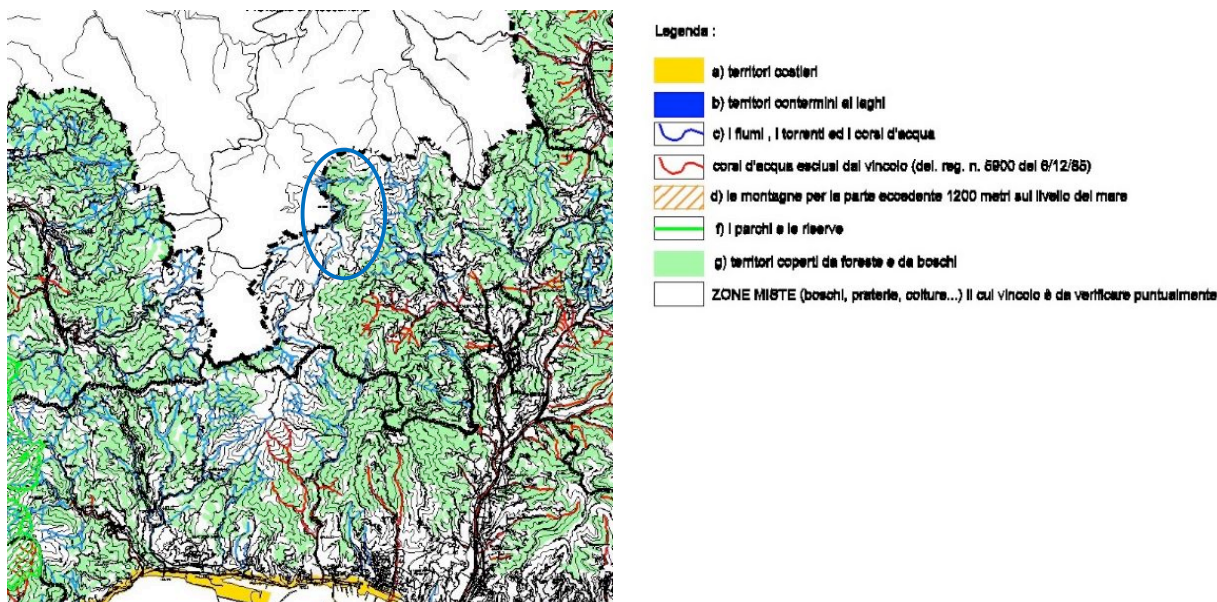 Legenda :
a) territori costieri
b) territori contermini ai laghi
c) i fiumi , i torrenti ed i corsi d'acqua
corsi d'acqua esclusi dal vincolo (del. reg. n. 5900 del 6/12/85)
d) le montagne per la parte eccedente 1200 metri sul livello del mare
f) i parchi e le riserve
g) territori coperti da foreste e da boschi
ZONE MISTE (boschi, praterie, colture...) il cui vincolo è da verificare puntualmente